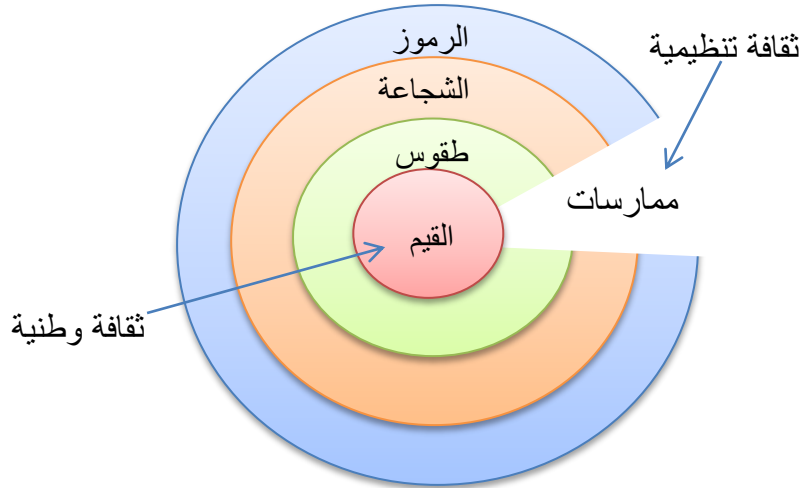 الرموز
ثقافة تنظيمية
الشجاعة
طقوس
ممارسات
القيم
ثقافة وطنية